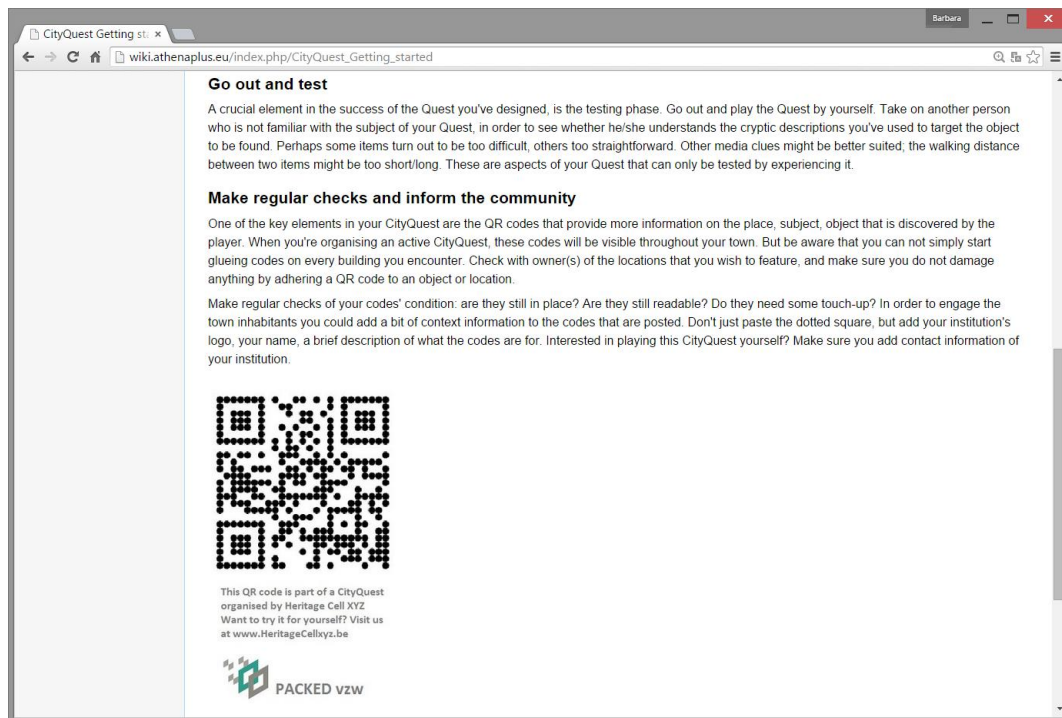 Barbara
CityQuest Getting sta
wiki.athenaplus.eu/index.php/CityQuest_Getting_started
Go out and test
A crucial element in the success of the Quest you've designed, is the testing phase. Go out and play the Quest by yourself. Take on another person
who is not familiar with the subject of your Quest, in order to see whether he/she understands the cryptic descriptions you've used to target the object
to be found. Perhaps some items turn out to be too difficult, others too straightforward. Other media clues might be better suited; the walking distance
between two items might be too short/long. These are aspects of your Quest that can only be tested by experiencing it.
Make regular checks and inform the community
One of the key elements in your CityQuest are the QR codes that provide more information on the place, subject, object that is discovered by the
player. When you're organising an active CityQuest, these codes will be visible throughout your town. But be aware that you can not simply start
glueing codes on every building you encounter. Check with owner(s) of the locations that you wish to feature, and make sure you do not damage
anything by adhering a QR code to an object or location.
Make regular checks of your codes' condition: are they still in place? Are they still readable? Do they need some touch-up? In order to engage the
town inhabitants you could add a bit of context information to the codes that are posted. Don't just paste the dotted square, but add your institution's
logo, your name, a brief description of what the codes are for. Interested in playing this CityQuest yourself? Make sure you add contact information of
your institution.
This QR code is part of a CityQuest
organised by Heritage Cell XYZ
Want to try it for yourself? Visit us
at www.HeritageCellxyz.be
PACKED vzw